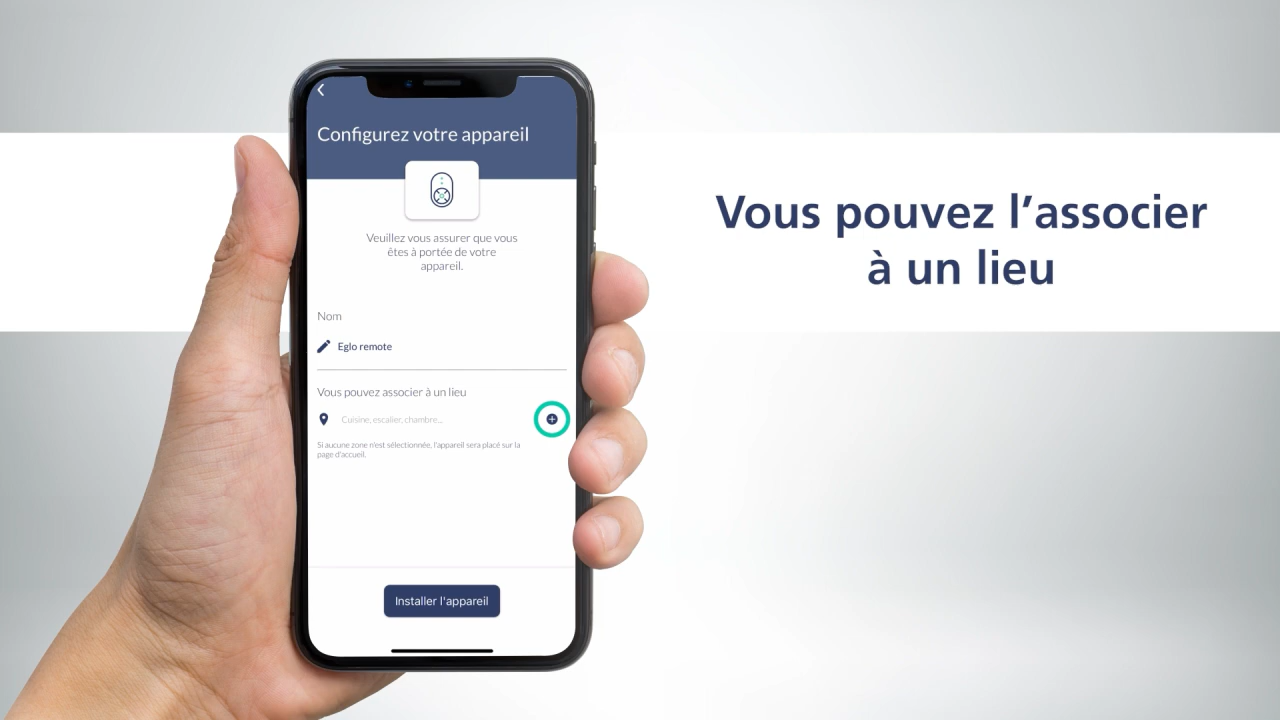 Configurez votre appareil
Veuillez vous assurer que vous
êtes à portée de votre
appareil.
Nom
Eglo remote
Vous pouvez associer à un lieu
Cuisine, escalier, chambre...
Si aucune zone n'est sélectionnée, l'appareil sera placé sur la
page d'accueil.
Installer l'appareil
Vous pouvez l’associer
à un lieu